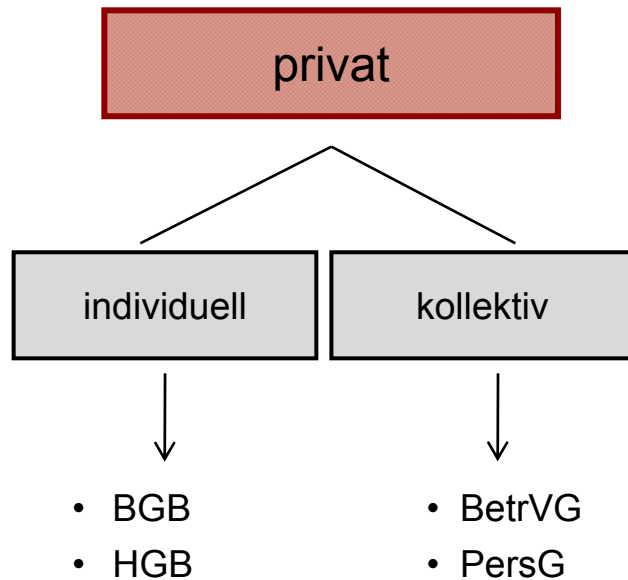 privat
individuell
kollektiv
• BGB
• HGB
• BetrVG
• PersG